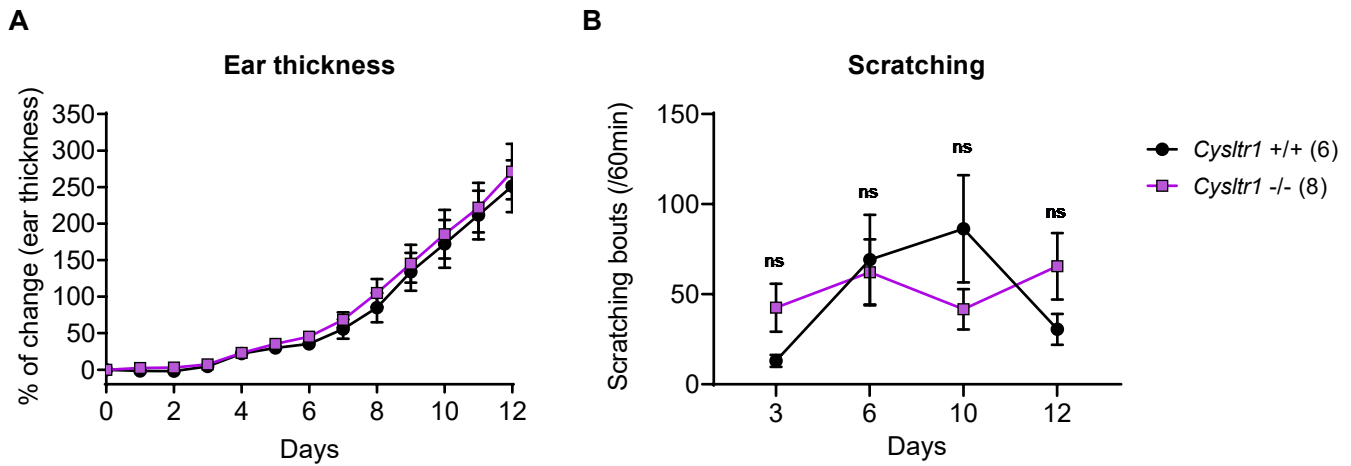 A
Ear thickness
% of change (ear thickness)
350
300
250
200
150
100
50
0
0 2 4 6 8 10 12
Days
B
Scratching
Scratching bouts (/60min)
150
100
50
0
ns
ns
ns
ns
3 6 10 12
Days
Cysltr1 +/+ (6)
Cysltr1 -/- (8)